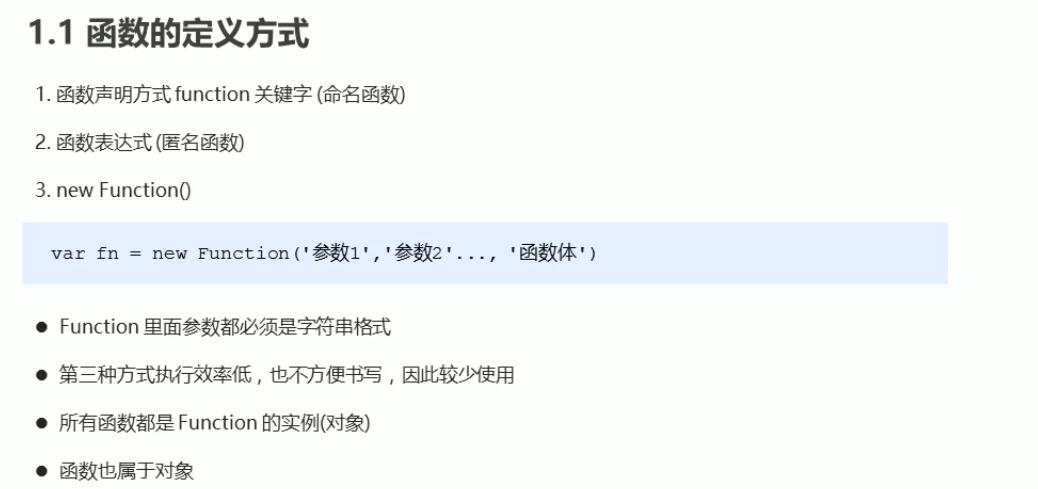 1.1 函数的定义方式
1. 函数声明方式 function 关键字 (命名函数)
2. 函数表达式 (匿名函数)
3. new Function()
var fn = new Function('参数1','参数2'..., '函数体')
● Function 里面参数都必须是字符串格式
● 第三种方式执行效率低，也不方便书写，因此较少使用
● 所有函数都是 Function 的实例(对象)
● 函数也属于对象